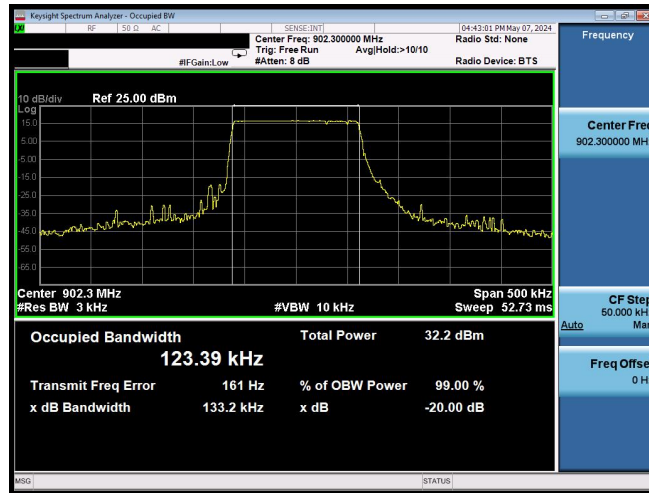 Keysight Spectrum Analyzer - Occupied BW
RF 50 Ω AC SENSE:INT 04:43:01 PM May 07, 2024
Center Freq: 902.300000 MHz Radio Std: None
Trig: Free Run Avg|Hold:>10/10
#IFGain:Low #Atten: 8 dB Radio Device: BTS
10 dB/div Ref 25.00 dBm
Log
15.0
5.00
-5.00
-15.0
-25.0
-35.0
-45.0
-55.0
-65.0
Center 902.3 MHz Span 500 kHz
#Res BW 3 kHz #VBW 10 kHz Sweep 52.73 ms
Occupied Bandwidth Total Power 32.2 dBm
123.39 kHz
Transmit Freq Error 161 Hz % of OBW Power 99.00 %
x dB Bandwidth 133.2 kHz x dB -20.00 dB
MSG STATUS
Frequency
Center Fre
902.300000 MH
CF Step
50.000 kH
Auto Ma
Freq Offse
0 H